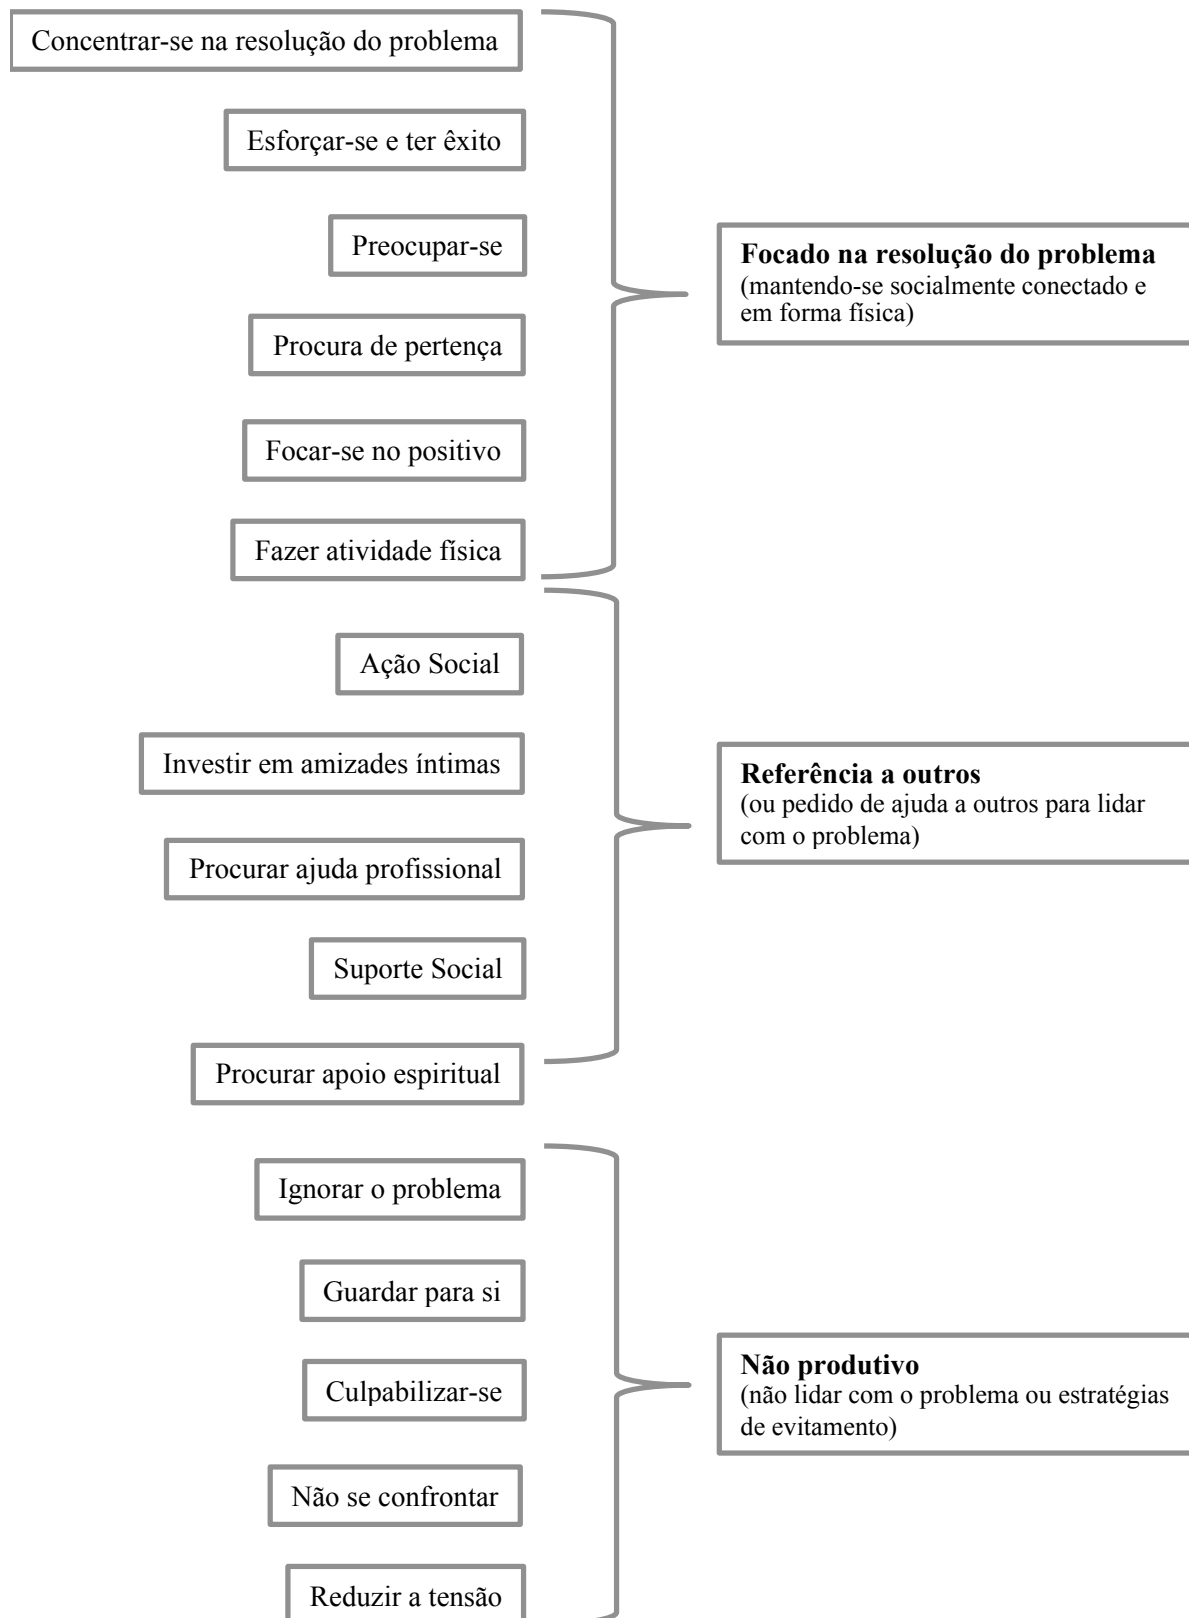 Concentrar-se na resolução do problema
Esforçar-se e ter êxito
Preocupar-se
Procura de pertença
Focar-se no positivo
Fazer atividade física
Focado na resolução do problema
(mantendo-se socialmente conectado e
em forma física)
Ação Social
Investir em amizades íntimas
Procurar ajuda profissional
Suporte Social
Procurar apoio espiritual
Referência a outros
(ou pedido de ajuda a outros para lidar
com o problema)
Ignorar o problema
Guardar para si
Culpabilizar-se
Não se confrontar
Reduzir a tensão
Não produtivo
(não lidar com o problema ou estratégias
de evitamento)